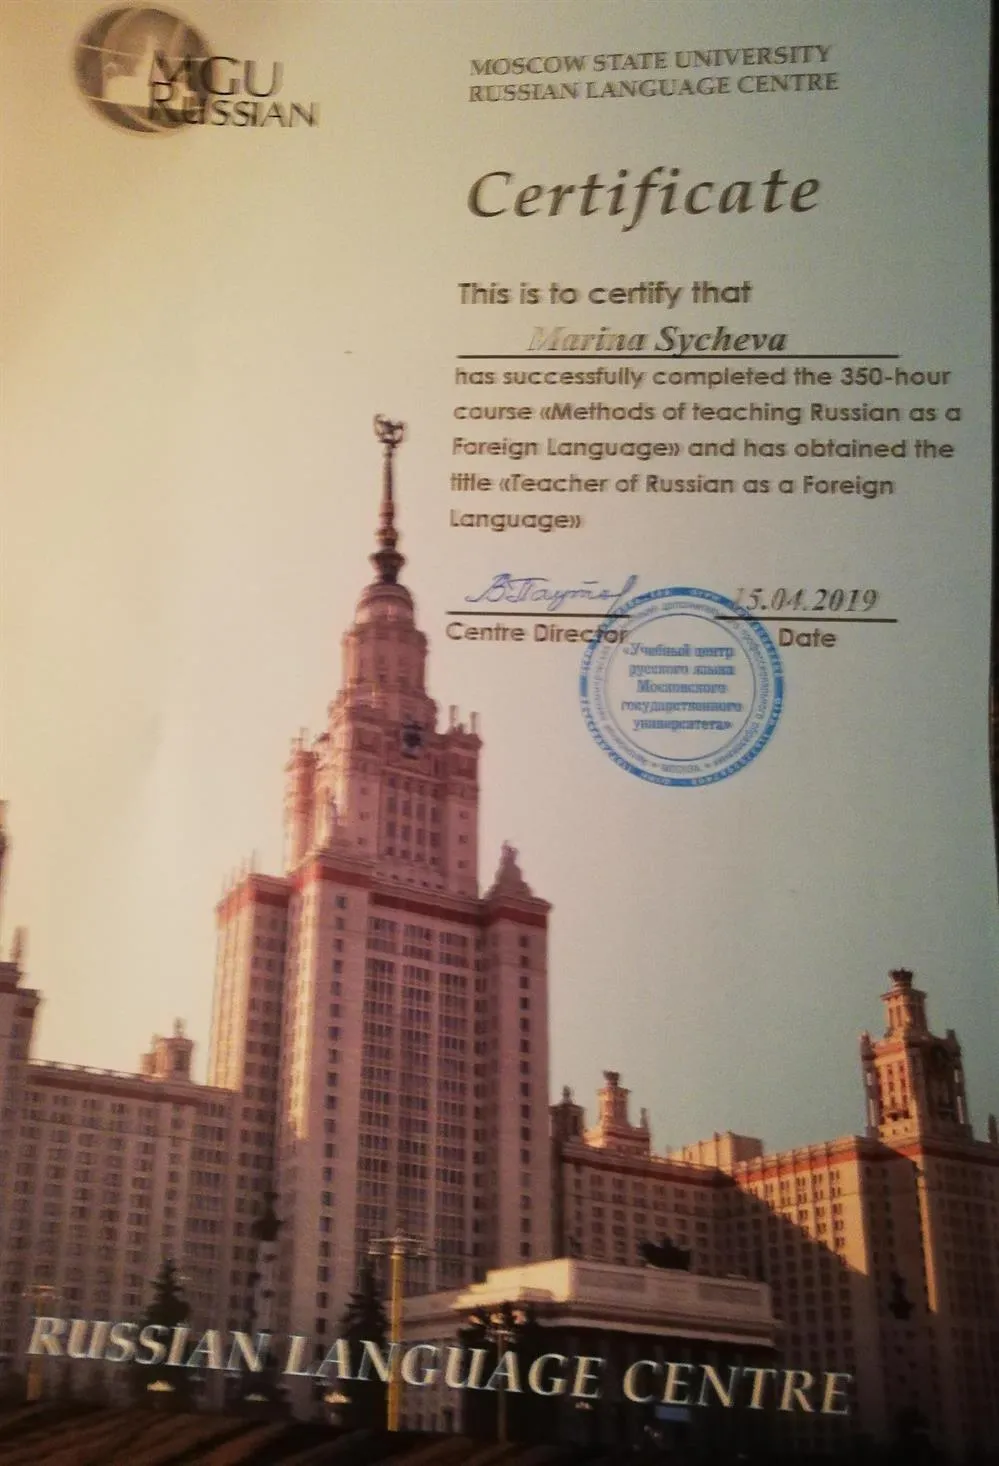 MGU
RUSSIAN
MOSCOW STATE UNIVERSITY
RUSSIAN LANGUAGE CENTRE
Certificate
This is to certify that
Marina Sycheva
has successfully completed the 350-hour
course «Methods of teaching Russian as a
Foreign Language» and has obtained the
title «Teacher of Russian as a Foreign
Language»
15.04.2019
Centre Director
Date
«Учебный центр
русского языка
Московского
государственного
университета»
RUSSIAN LANGUAGE CENTRE